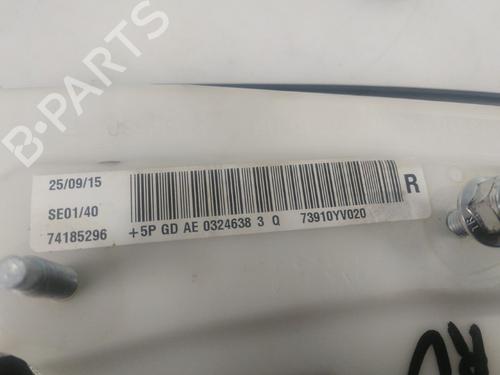 B-PARTS
25/09/15
SE01/40
74185296
R
+5P GD AE 0324638 3 Q 73910YV020